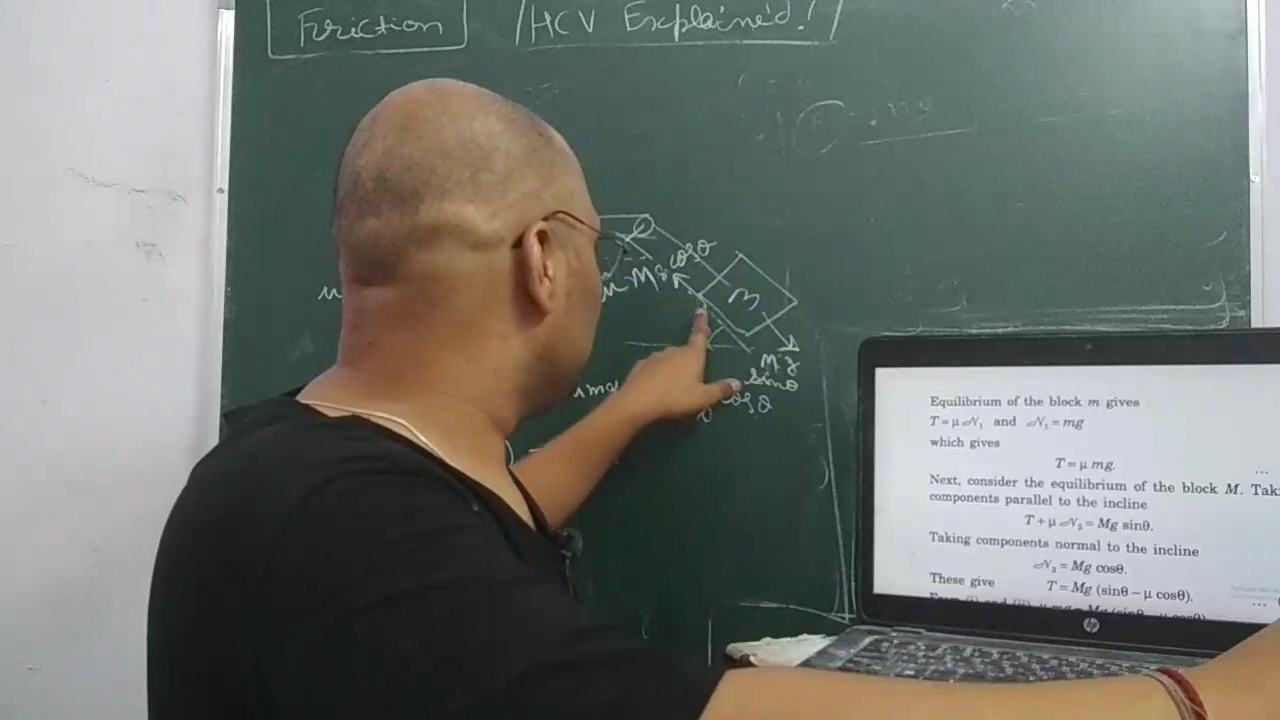 Friction
HCV Explained!
μ Mg cosθ
M
Mg
sinθ
cosθ
Equilibrium of the block m gives
T = μ 𝒩₁ and 𝒩₁ = mg
which gives
T = μ mg. ...
Next, consider the equilibrium of the block M. Taki
components parallel to the incline
T + μ 𝒩₂ = Mg sinθ.
Taking components normal to the incline
𝒩₂ = Mg cosθ.
These give T = Mg (sinθ − μ cosθ). ...
hp